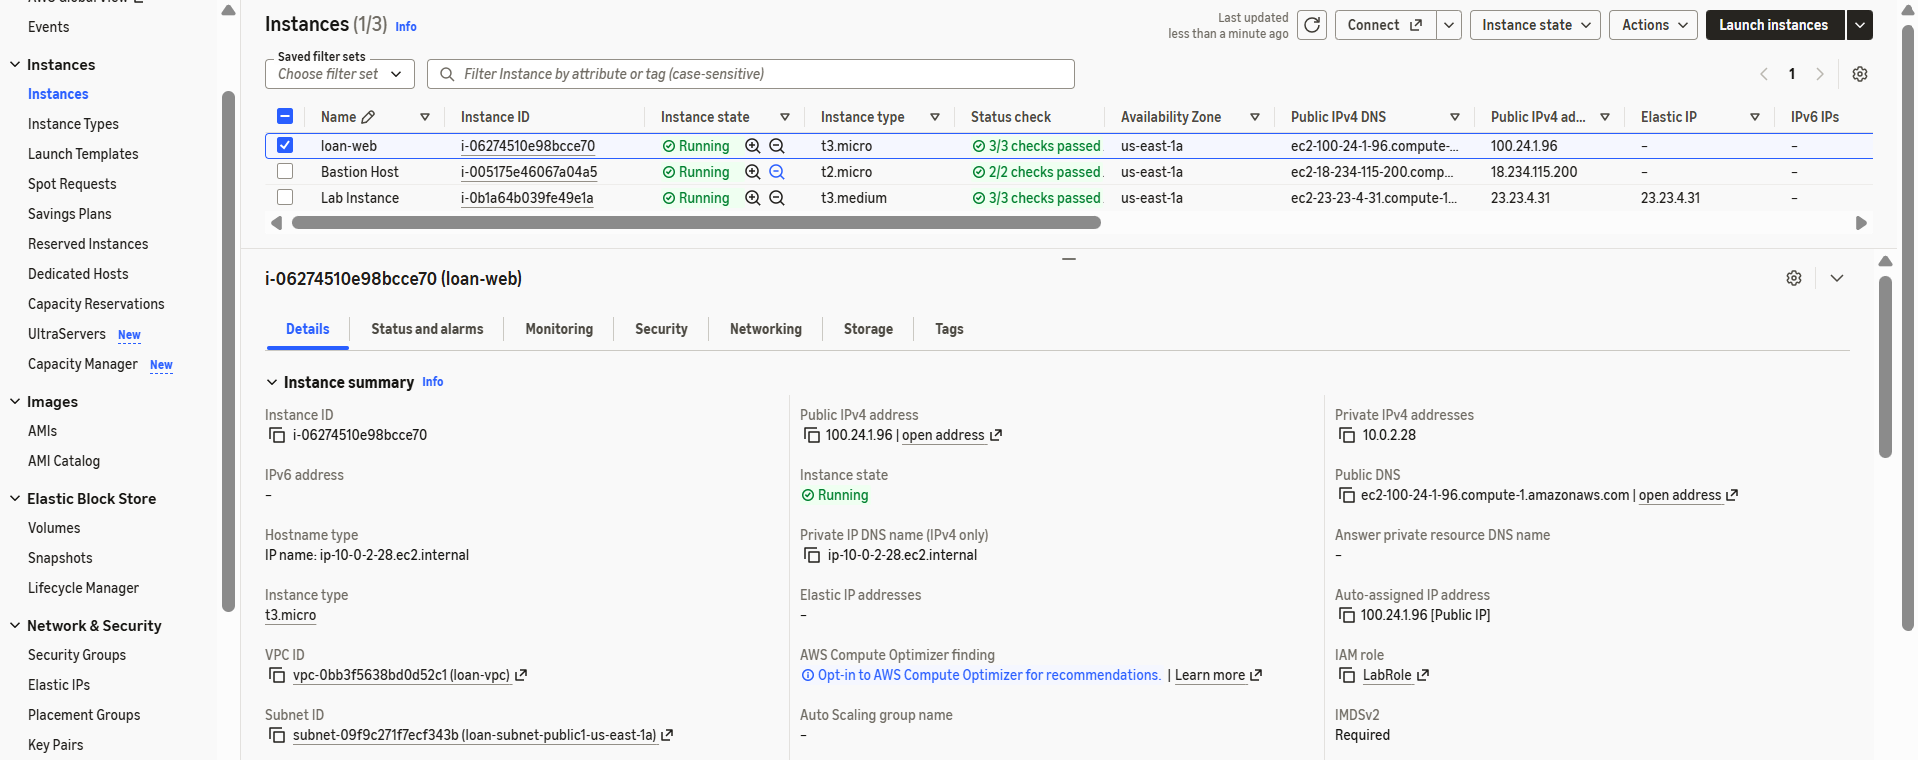 Events
Instances
Instances
Instance Types
Launch Templates
Spot Requests
Savings Plans
Reserved Instances
Dedicated Hosts
Capacity Reservations
UltraServers New
Capacity Manager New
Images
AMIs
AMI Catalog
Elastic Block Store
Volumes
Snapshots
Lifecycle Manager
Network & Security
Security Groups
Elastic IPs
Placement Groups
Key Pairs
Instances (1/3) Info
Last updated
less than a minute ago
Connect
Instance state
Actions
Launch instances
Saved filter sets
Choose filter set
Filter Instance by attribute or tag (case-sensitive)
1
Name Instance ID Instance state Instance type Status check Availability Zone Public IPv4 DNS Public IPv4 ad... Elastic IP IPv6 IPs
loan-web i-06274510e98bcce70 Running t3.micro 3/3 checks passed us-east-1a ec2-100-24-1-96.compute-... 100.24.1.96 – –
Bastion Host i-005175e46067a04a5 Running t2.micro 2/2 checks passed us-east-1a ec2-18-234-115-200.comp... 18.234.115.200 – –
Lab Instance i-0b1a64b039fe49e1a Running t3.medium 3/3 checks passed us-east-1a ec2-23-23-4-31.compute-1... 23.23.4.31 23.23.4.31 –
i-06274510e98bcce70 (loan-web)
Details Status and alarms Monitoring Security Networking Storage Tags
Instance summary Info
Instance ID
i-06274510e98bcce70
Public IPv4 address
100.24.1.96 | open address
Private IPv4 addresses
10.0.2.28
IPv6 address
–
Instance state
Running
Public DNS
ec2-100-24-1-96.compute-1.amazonaws.com | open address
Hostname type
IP name: ip-10-0-2-28.ec2.internal
Private IP DNS name (IPv4 only)
ip-10-0-2-28.ec2.internal
Answer private resource DNS name
–
Instance type
t3.micro
Elastic IP addresses
–
Auto-assigned IP address
100.24.1.96 [Public IP]
VPC ID
vpc-0bb3f5638bd0d52c1 (loan-vpc)
AWS Compute Optimizer finding
Opt-in to AWS Compute Optimizer for recommendations. | Learn more
IAM role
LabRole
Subnet ID
subnet-09f9c271f7ecf343b (loan-subnet-public1-us-east-1a)
Auto Scaling group name
–
IMDSv2
Required